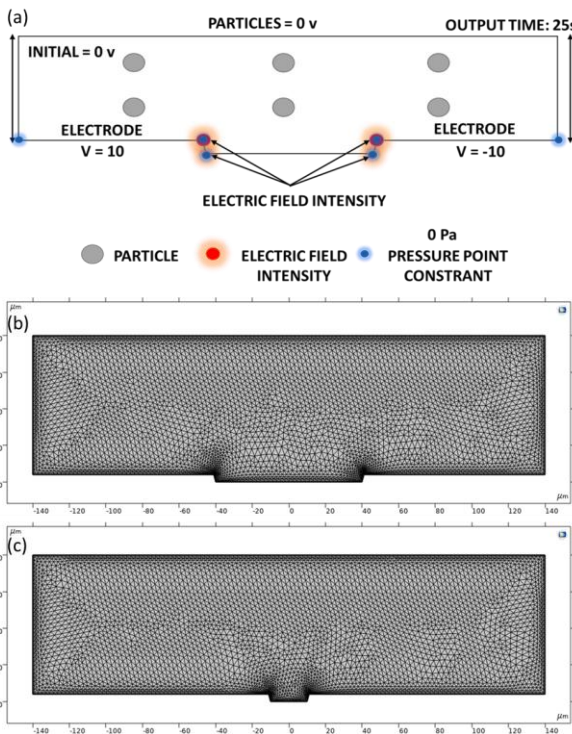 (a)
PARTICLES = 0 v
OUTPUT TIME: 25s
INITIAL = 0 v
ELECTRODE
V = 10
ELECTRODE
V = -10
ELECTRIC FIELD INTENSITY
PARTICLE
ELECTRIC FIELD
INTENSITY
0 Pa
PRESSURE POINT
CONSTRANT
(b)
μm
μm
-140 -120 -100 -80 -60 -40 -20 0 20 40 60 80 100 120 140
(c)
μm
μm
-140 -120 -100 -80 -60 -40 -20 0 20 40 60 80 100 120 140